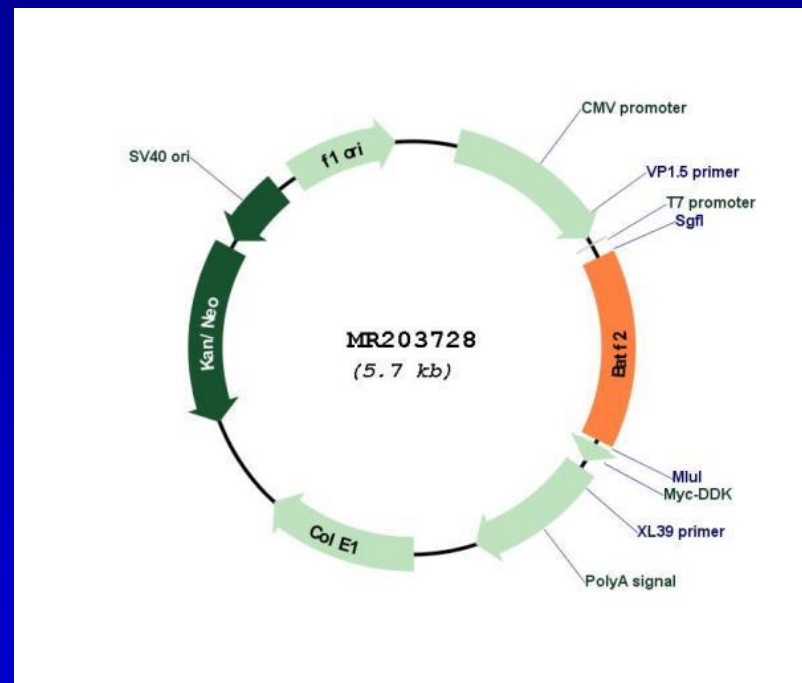 CMV promoter
SV40 ori
f1 ori
VP1.5 primer
T7 promoter
SgfI
Kan/Neo
MR203728
(5.7 kb)
Batf2
MluI
Myc-DDK
XL39 primer
Col E1
PolyA signal